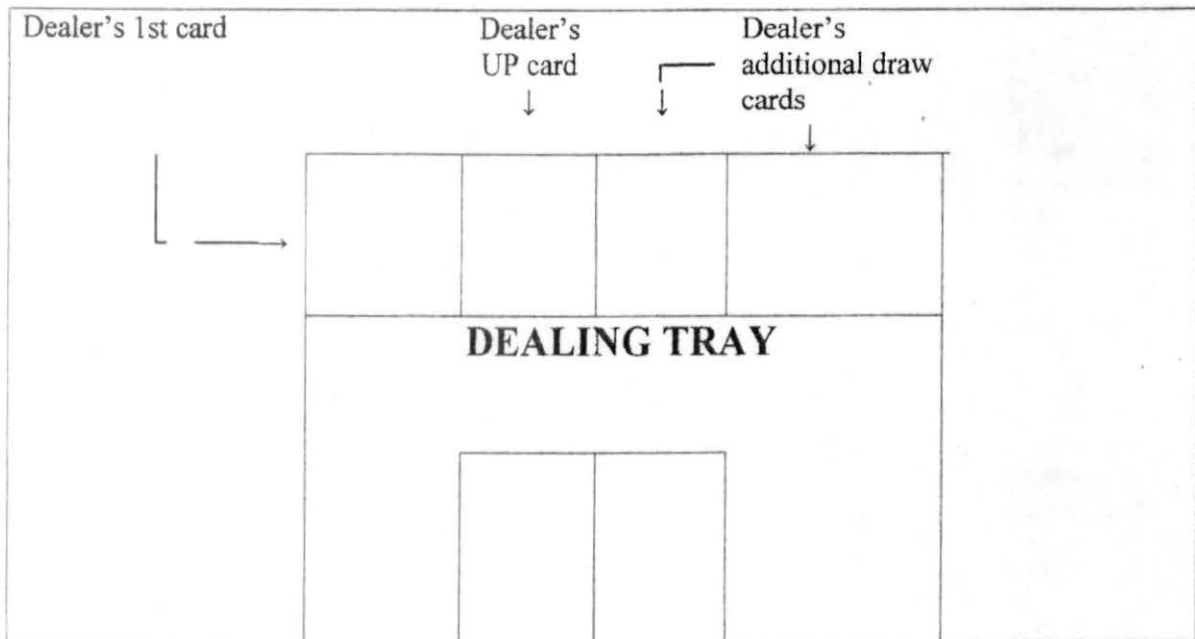 Dealer's 1st card
Dealer's
UP card
Dealer's
additional draw
cards
DEALING TRAY